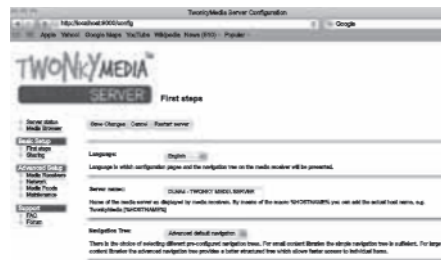 TwonkyMedia Server Configuration
http://localhost:9000/config
Google
Apple Yahoo! Google Maps YouTube Wikipedia News (810) Popular
TWONKYMEDIA
SERVER
First steps
Server status
Media Browser
Save Changes Cancel Restart server
Basic Setup
First steps
Sharing
Language:
English
Language in which configuration pages and the navigation tree on the media receiver will be presented.
Advanced Setup
Media Receivers
Network
Media Feeds
Maintenance
Server name:
TWONKY MEDIA SERVER
Name of the media server as displayed by media receivers. By means of the macro %HOSTNAME% you can add the actual host name, e.g.
TwonkyMedia [%HOSTNAME%]
Support
FAQ
Forum
Navigation Tree:
Advanced default navigation
There is the choice of selecting different pre-configured navigation trees. For small content libraries the simple navigation tree is sufficient. For larger
content libraries the advanced navigation tree provides a better structured tree which allows faster access to individual items.